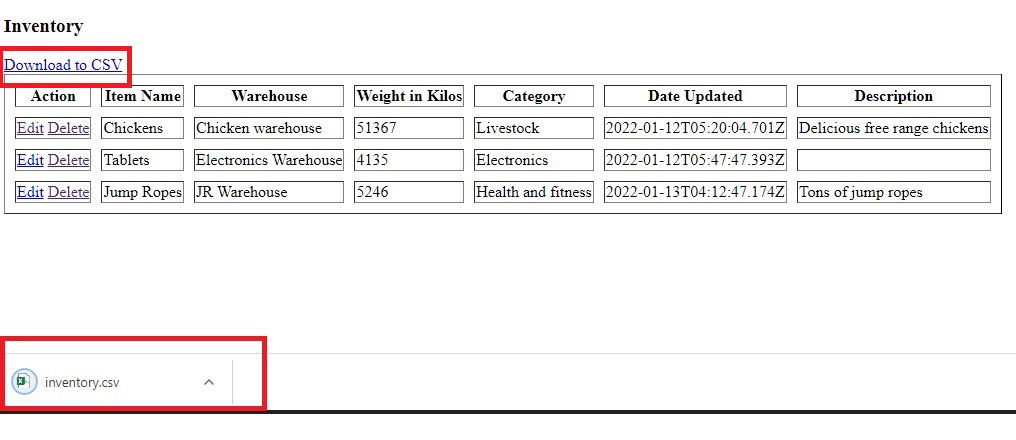 Inventory
Download to CSV
Action Item Name Warehouse Weight in Kilos Category Date Updated Description
Edit Delete Chickens Chicken warehouse 51367 Livestock 2022-01-12T05:20:04.701Z Delicious free range chickens
Edit Delete Tablets Electronics Warehouse 4135 Electronics 2022-01-12T05:47:47.393Z
Edit Delete Jump Ropes JR Warehouse 5246 Health and fitness 2022-01-13T04:12:47.174Z Tons of jump ropes
inventory.csv